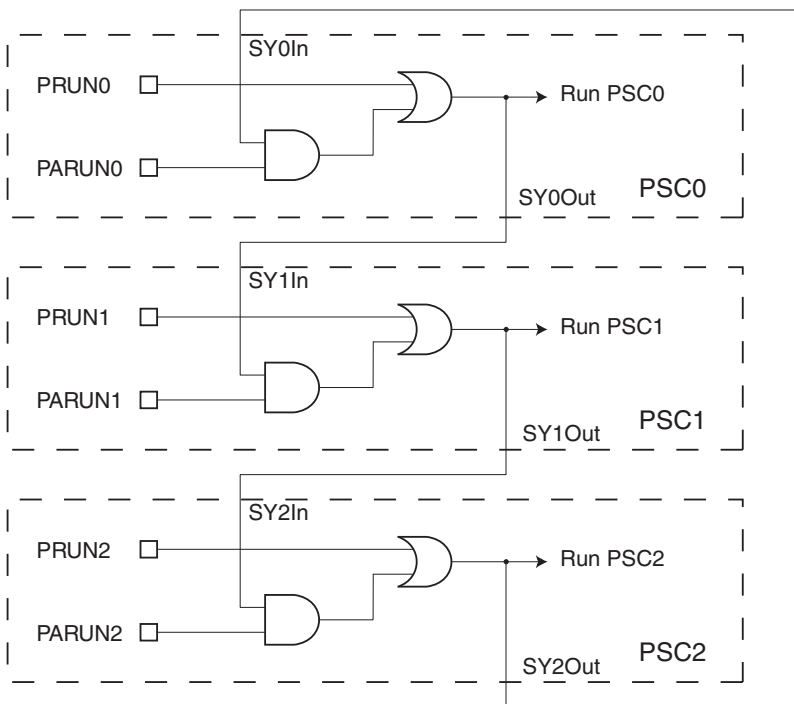 SY0In
PRUN0
Run PSC0
PARUN0
SY0Out
PSC0
SY1In
PRUN1
Run PSC1
PARUN1
SY1Out
PSC1
SY2In
PRUN2
Run PSC2
PARUN2
SY2Out
PSC2